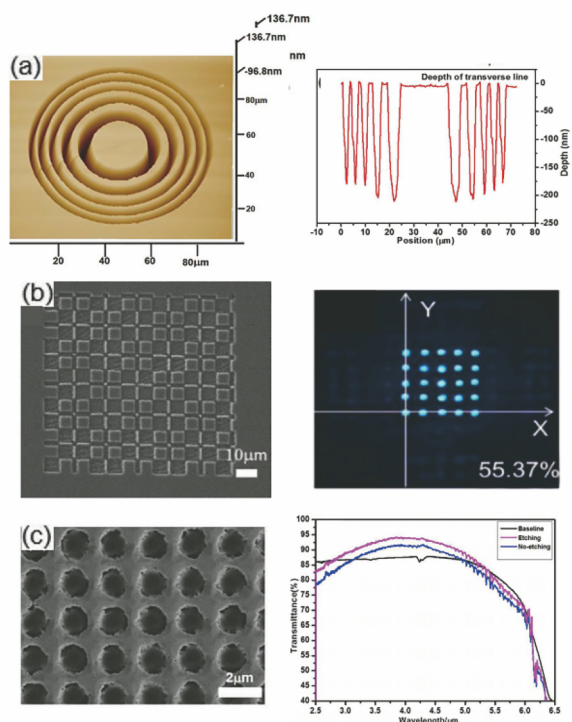 136.7nm
136.7nm
(a)
-96.8nm
80μm
60
40
20
20
40
60
80μm
nm
Deepth of transverse line
0
-50
-100
-150
-200
-250
Depth(nm)
-10
0
10
20
30
40
50
60
70
80
Position (μm)
(b)
10μm
Y
X
55.37%
(c)
2μm
100
95
90
85
80
75
70
65
60
55
50
45
40
Transmittance(%)
Baseline
Etching
No-etching
2.5
3.0
3.5
4.0
4.5
5.0
5.5
6.0
6.5
Wavelength/μm